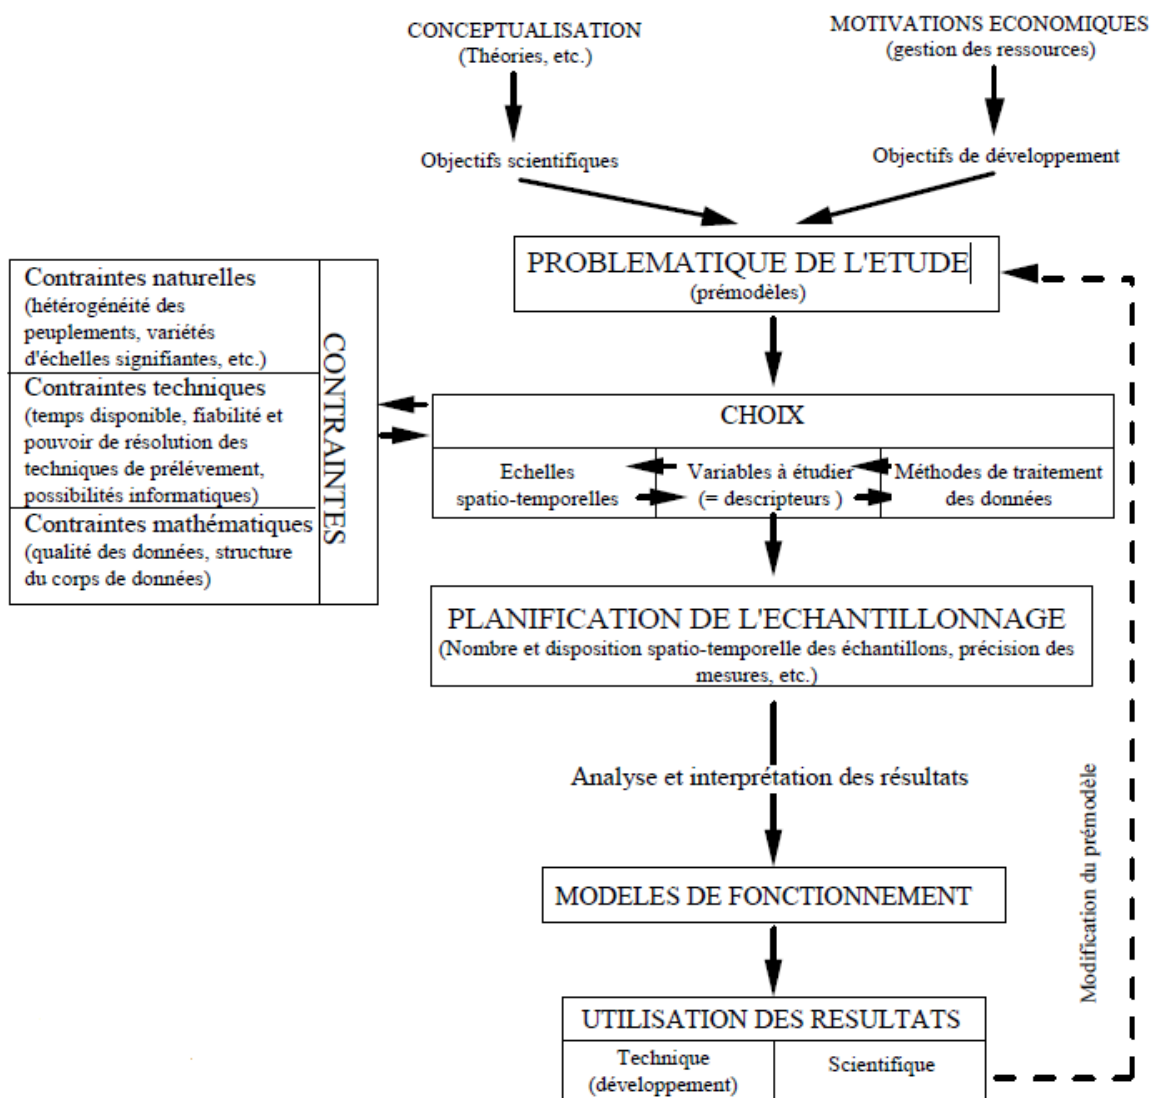 CONCEPTUALISATION
(Théories, etc.)
MOTIVATIONS ECONOMIQUES
(gestion des ressources)
Objectifs scientifiques
Objectifs de développement
PROBLEMATIQUE DE L'ETUDE
(prémodèles)
Contraintes naturelles
(hétérogénéité des
peuplements, variétés
d'échelles signifiantes, etc.)
Contraintes techniques
(temps disponible, fiabilité et
pouvoir de résolution des
techniques de prélévement,
possibilités informatiques)
Contraintes mathématiques
(qualité des données, structure
du corps de données)
CONTRAINTES
CHOIX
Echelles
spatio-temporelles
Variables à étudier
(= descripteurs )
Méthodes de traitement
des données
PLANIFICATION DE L'ECHANTILLONNAGE
(Nombre et disposition spatio-temporelle des échantillons, précision des
mesures, etc.)
Analyse et interprétation des résultats
MODELES DE FONCTIONNEMENT
UTILISATION DES RESULTATS
Technique
(développement)
Scientifique
Modification du prémodèle